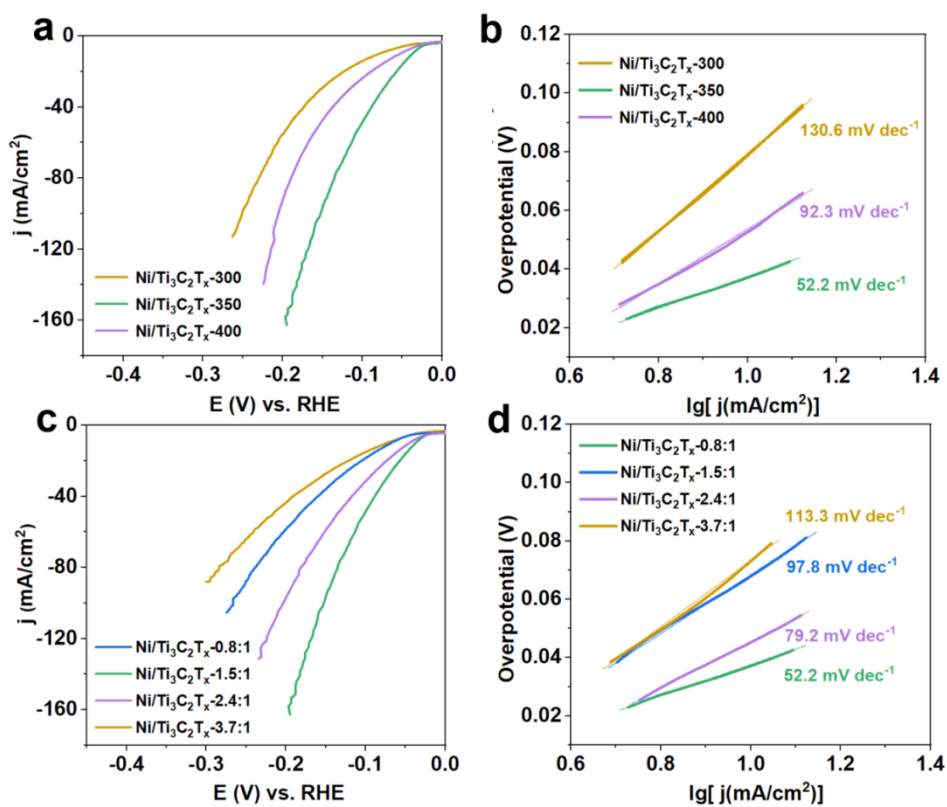 a
0
-40
-80
-120
-160
j (mA/cm²)
Ni/Ti₃C₂Tₓ-300
Ni/Ti₃C₂Tₓ-350
Ni/Ti₃C₂Tₓ-400
-0.4 -0.3 -0.2 -0.1 0.0
E (V) vs. RHE
b
0.12
0.10
0.08
0.06
0.04
0.02
Overpotential (V)
Ni/Ti₃C₂Tₓ-300
Ni/Ti₃C₂Tₓ-350
Ni/Ti₃C₂Tₓ-400
130.6 mV dec⁻¹
92.3 mV dec⁻¹
52.2 mV dec⁻¹
0.6 0.8 1.0 1.2 1.4
lg[ j(mA/cm²)]
c
0
-40
-80
-120
-160
j (mA/cm²)
Ni/Ti₃C₂Tₓ-0.8:1
Ni/Ti₃C₂Tₓ-1.5:1
Ni/Ti₃C₂Tₓ-2.4:1
Ni/Ti₃C₂Tₓ-3.7:1
-0.4 -0.3 -0.2 -0.1 0.0
E (V) vs. RHE
d
0.12
0.10
0.08
0.06
0.04
0.02
Overpotential (V)
Ni/Ti₃C₂Tₓ-0.8:1
Ni/Ti₃C₂Tₓ-1.5:1
Ni/Ti₃C₂Tₓ-2.4:1
Ni/Ti₃C₂Tₓ-3.7:1
113.3 mV dec⁻¹
97.8 mV dec⁻¹
79.2 mV dec⁻¹
52.2 mV dec⁻¹
0.6 0.8 1.0 1.2 1.4
lg[ j(mA/cm²)]